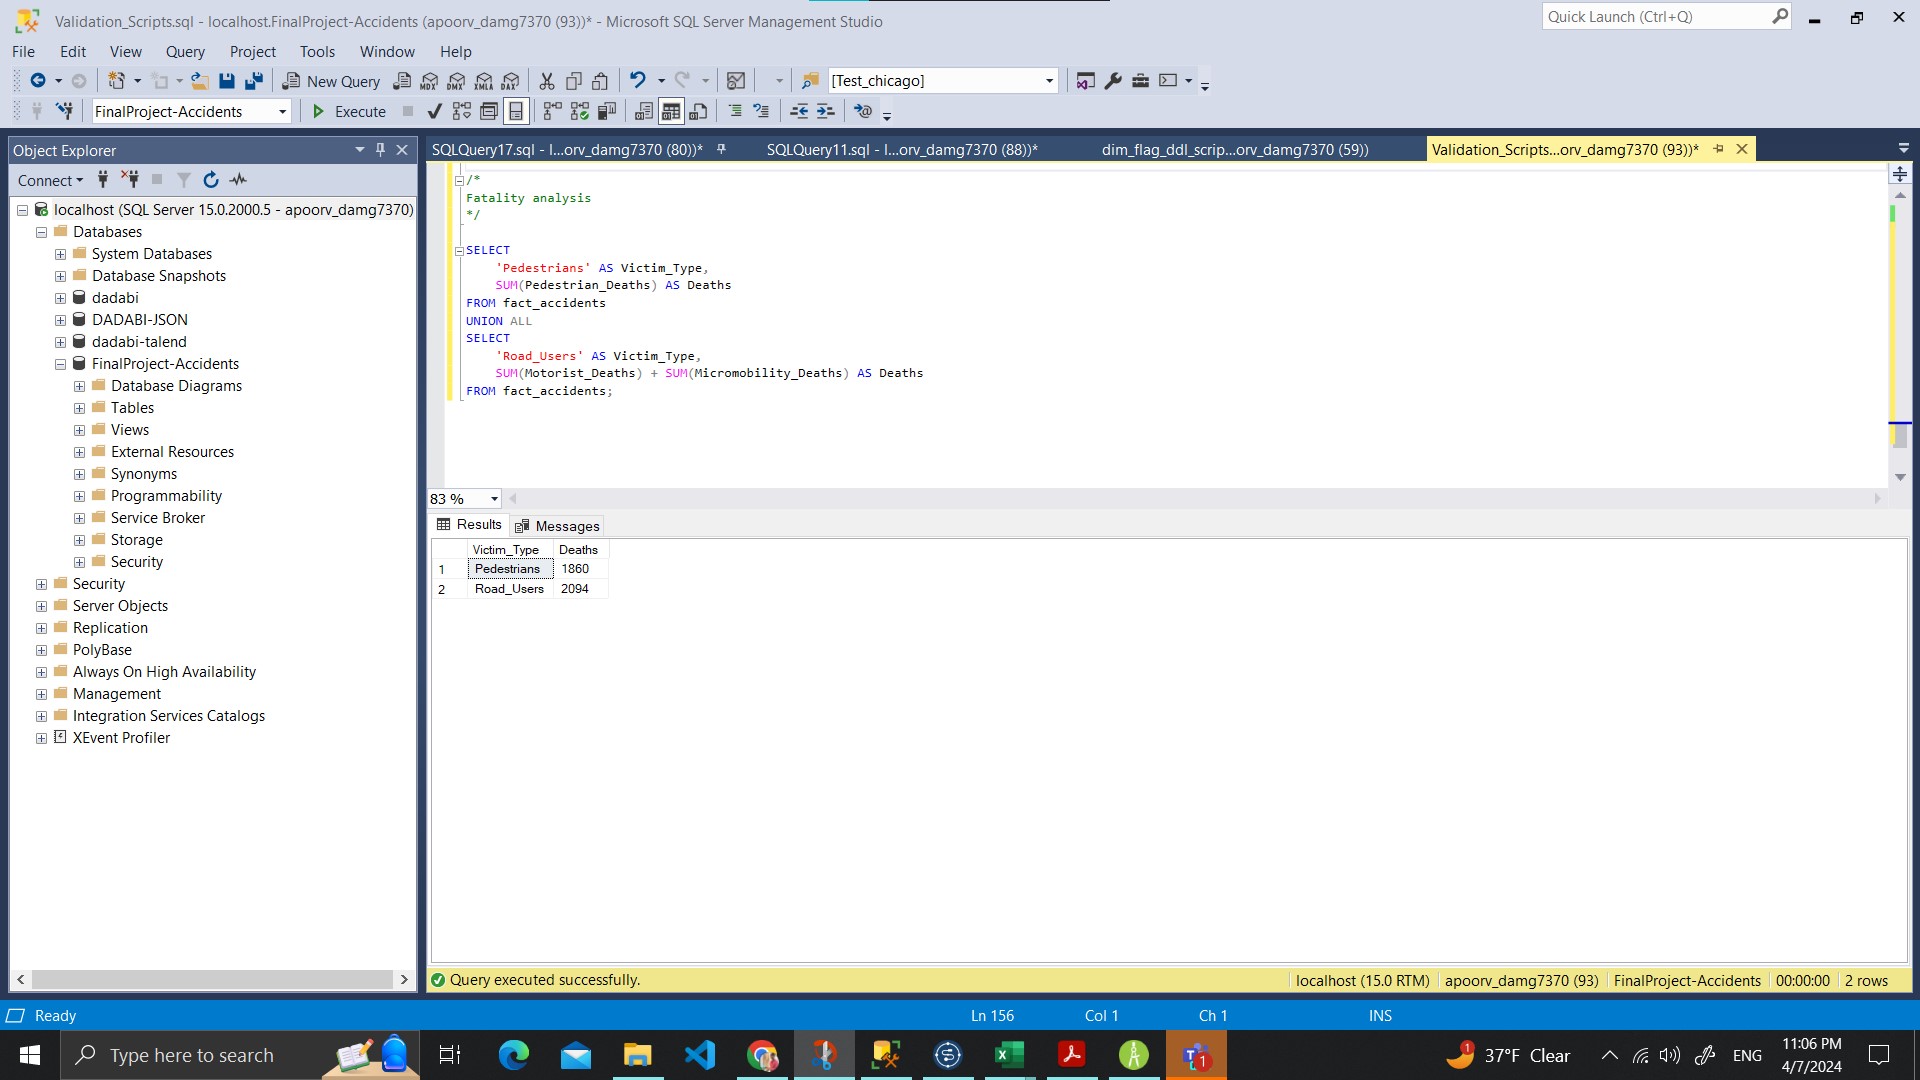 Validation_Scripts.sql - localhost.FinalProject-Accidents (apoorv_damg7370 (93))* - Microsoft SQL Server Management Studio
Quick Launch (Ctrl+Q)
File Edit View Query Project Tools Window Help
New Query
MDX DMX XMLA DAX
[Test_chicago]
FinalProject-Accidents
Execute
Object Explorer
Connect
localhost (SQL Server 15.0.2000.5 - apoorv_damg7370)
Databases
System Databases
Database Snapshots
dadabi
DADABI-JSON
dadabi-talend
FinalProject-Accidents
Database Diagrams
Tables
Views
External Resources
Synonyms
Programmability
Service Broker
Storage
Security
Security
Server Objects
Replication
PolyBase
Always On High Availability
Management
Integration Services Catalogs
XEvent Profiler
SQLQuery17.sql - l...orv_damg7370 (80))*
SQLQuery11.sql - l...orv_damg7370 (88))*
dim_flag_ddl_scrip...orv_damg7370 (59))
Validation_Scripts...orv_damg7370 (93))*
/*
Fatality analysis
*/
SELECT
'Pedestrians' AS Victim_Type,
SUM(Pedestrian_Deaths) AS Deaths
FROM fact_accidents
UNION ALL
SELECT
'Road_Users' AS Victim_Type,
SUM(Motorist_Deaths) + SUM(Micromobility_Deaths) AS Deaths
FROM fact_accidents;
83 %
Results Messages
Victim_Type Deaths
1 Pedestrians 1860
2 Road_Users 2094
Query executed successfully.
localhost (15.0 RTM) apoorv_damg7370 (93) FinalProject-Accidents 00:00:00 2 rows
Ready
Ln 156 Col 1 Ch 1 INS
Type here to search
1
1
37°F Clear
ENG
11:06 PM
4/7/2024